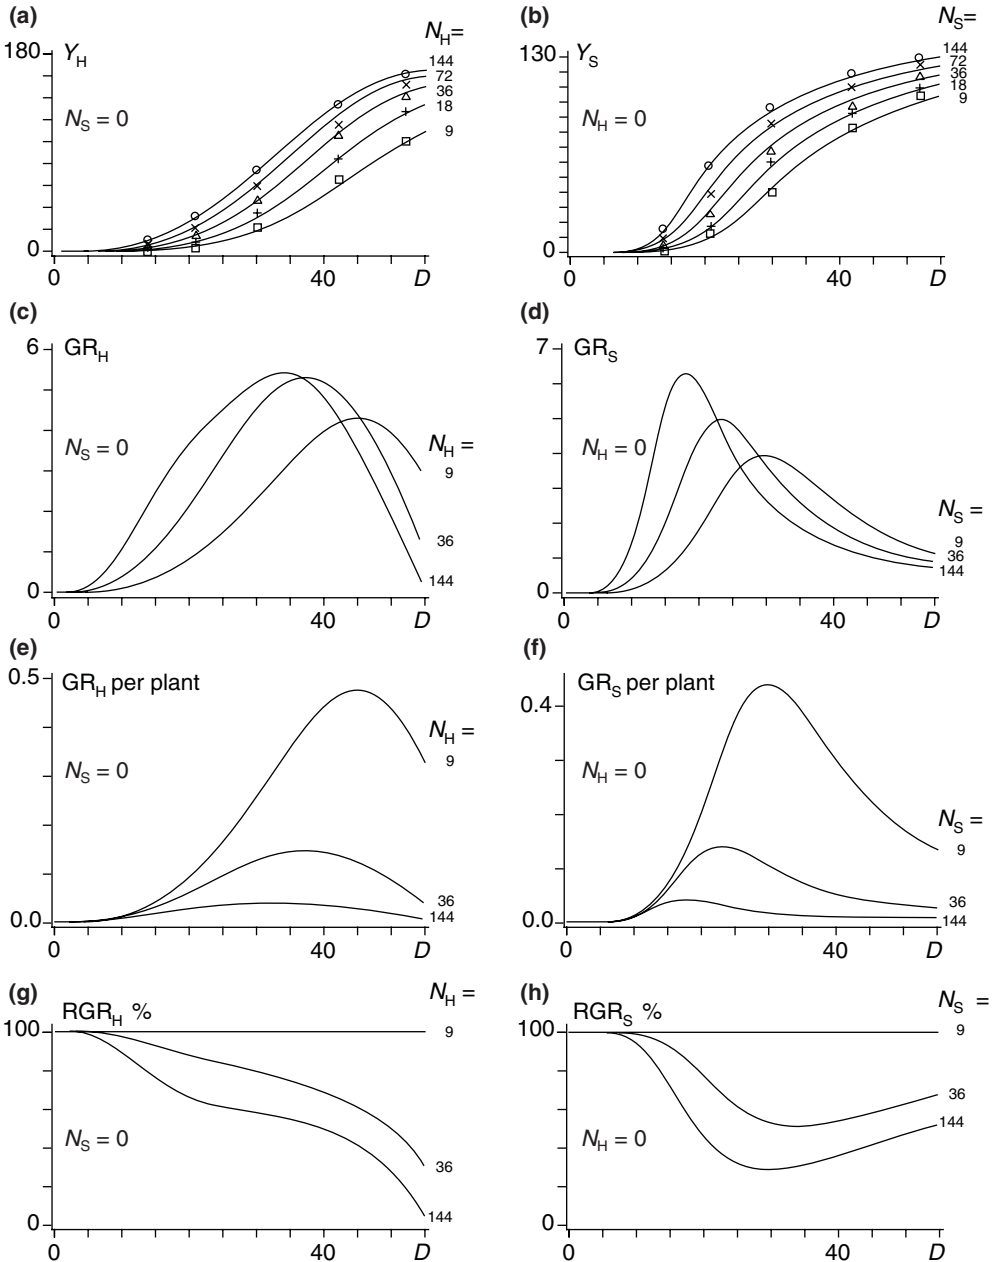 (a)
N_H=
180
Y_H
144
72
36
18
9
N_S = 0
0
0
40
D
(b)
N_S=
130
Y_S
144
72
36
18
9
N_H = 0
0
0
40
D
(c)
6
GR_H
N_S = 0
N_H =
9
36
144
0
0
40
D
(d)
7
GR_S
N_H = 0
N_S =
9
36
144
0
0
40
D
(e)
0.5
GR_H per plant
N_H =
9
N_S = 0
36
144
0.0
0
40
D
(f)
GR_S per plant
0.4
N_H = 0
N_S =
9
36
144
0.0
0
40
D
(g)
N_H =
RGR_H %
100
9
N_S = 0
36
144
0
0
40
D
(h)
N_S =
RGR_S %
100
9
36
144
N_H = 0
0
0
40
D